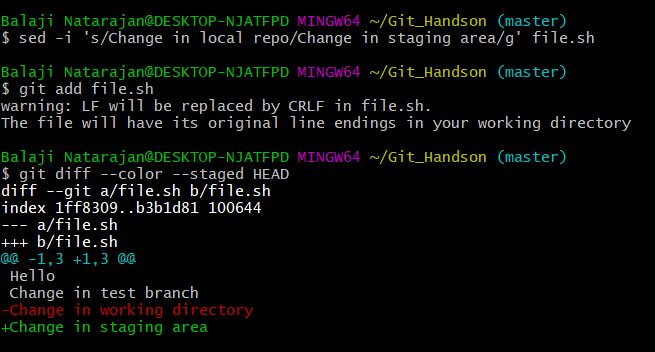 Balaji Natarajan@DESKTOP-NJATFPD MINGW64 ~/Git_Handson (master)
$ sed -i 's/Change in local repo/Change in staging area/g' file.sh
Balaji Natarajan@DESKTOP-NJATFPD MINGW64 ~/Git_Handson (master)
$ git add file.sh
warning: LF will be replaced by CRLF in file.sh.
The file will have its original line endings in your working directory
Balaji Natarajan@DESKTOP-NJATFPD MINGW64 ~/Git_Handson (master)
$ git diff --color --staged HEAD
diff --git a/file.sh b/file.sh
index 1ff8309..b3b1d81 100644
--- a/file.sh
+++ b/file.sh
@@ -1,3 +1,3 @@
 Hello
 Change in test branch
-Change in working directory
+Change in staging area